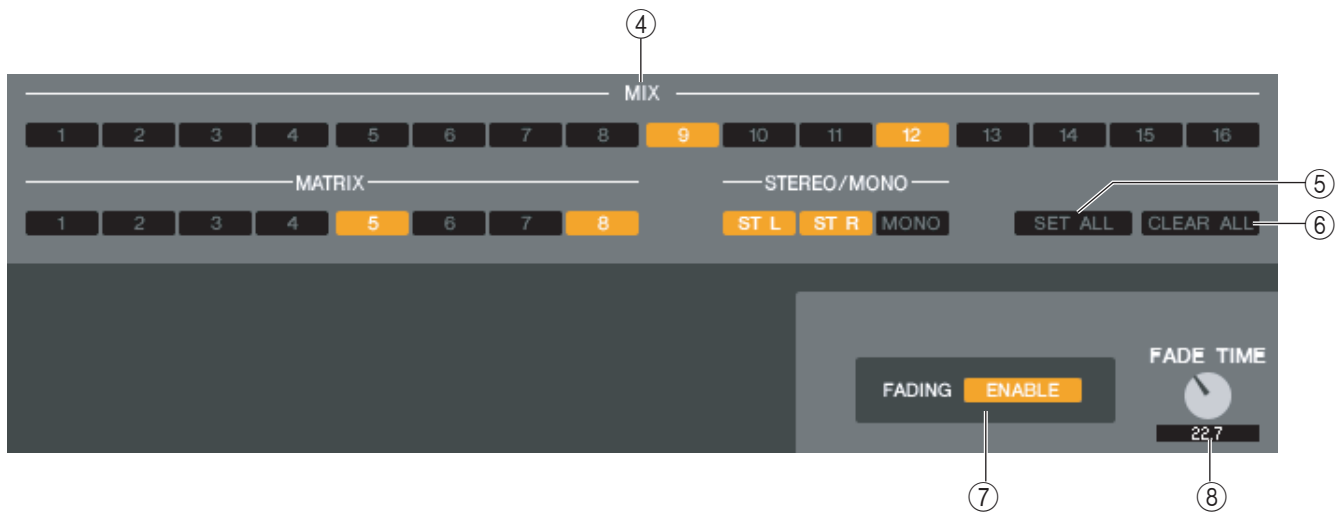 ④
MIX
1 2 3 4 5 6 7 8 9 10 11 12 13 14 15 16
MATRIX STEREO/MONO
⑤
1 2 3 4 5 6 7 8 ST L ST R MONO SET ALL CLEAR ALL
⑥
FADE TIME
FADING ENABLE
22.7
⑦ ⑧